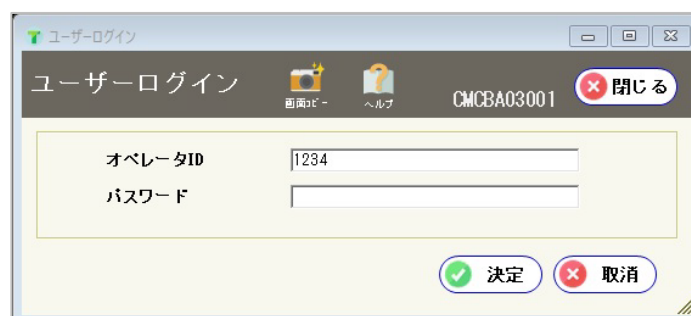 ユーザーログイン
ユーザーログイン
画面ｺﾋﾟｰ
ヘルプ
CMCBA03001
閉じる
オペレータID
1234
パスワード
決定
取消